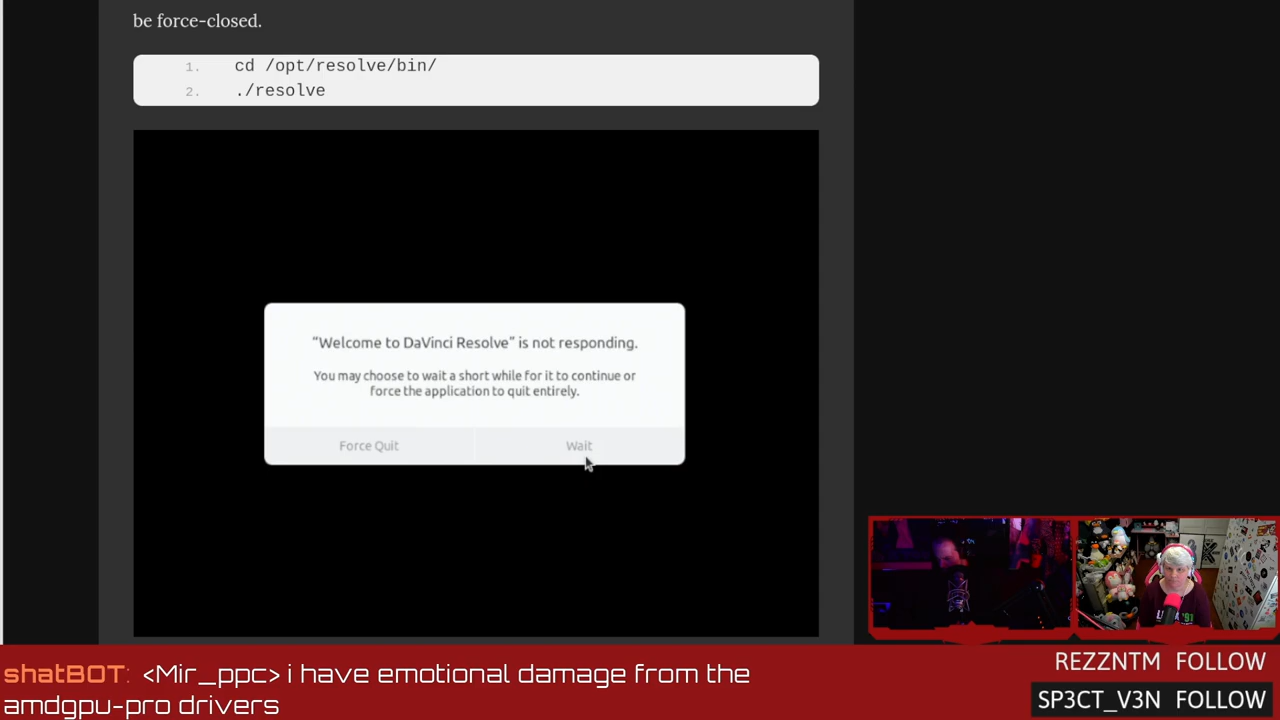 be force-closed.
1. cd /opt/resolve/bin/
2. ./resolve
"Welcome to DaVinci Resolve" is not responding.
You may choose to wait a short while for it to continue or
force the application to quit entirely.
Force Quit Wait
shatBOT: <Mir_ppc> i have emotional damage from the
amdgpu-pro drivers
REZZNTM FOLLOW
SP3CT_V3N FOLLOW